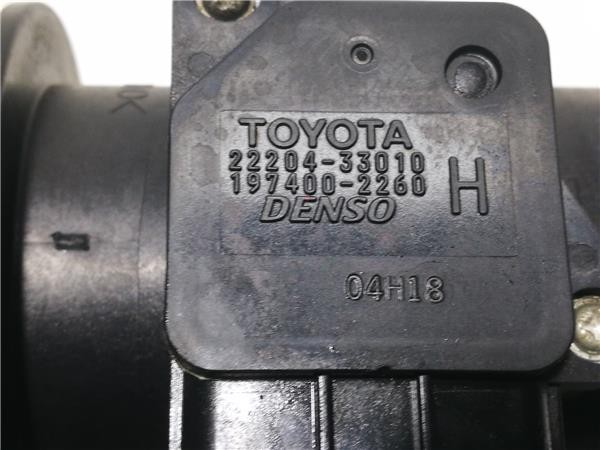 TOYOTA
22204-33010
197400-2260
DENSO
H
04H18